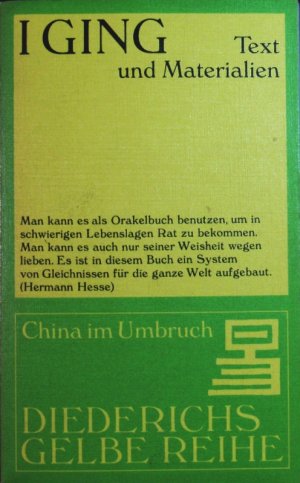 I GING
Text
und Materialien
Man kann es als Orakelbuch benutzen, um in
schwierigen Lebenslagen Rat zu bekommen.
Man kann es auch nur seiner Weisheit wegen
lieben. Es ist in diesem Buch ein System
von Gleichnissen für die ganze Welt aufgebaut.
(Hermann Hesse)
China im Umbruch
DIEDERICHS
GELBE REIHE